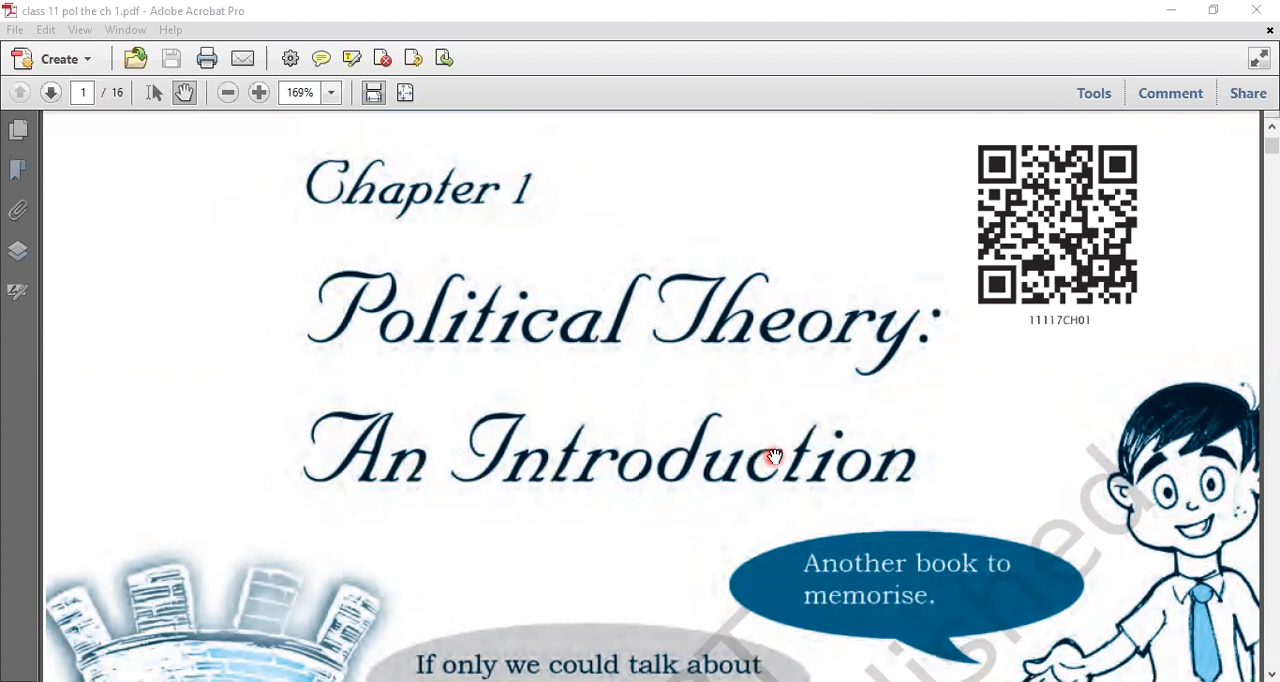 class 11 pol the ch 1.pdf - Adobe Acrobat Pro
File Edit View Window Help
Create
1 / 16 169% Tools Comment Share
Chapter 1
Political Theory:
An Introduction
11117CH01
Another book to
memorise.
If only we could talk about